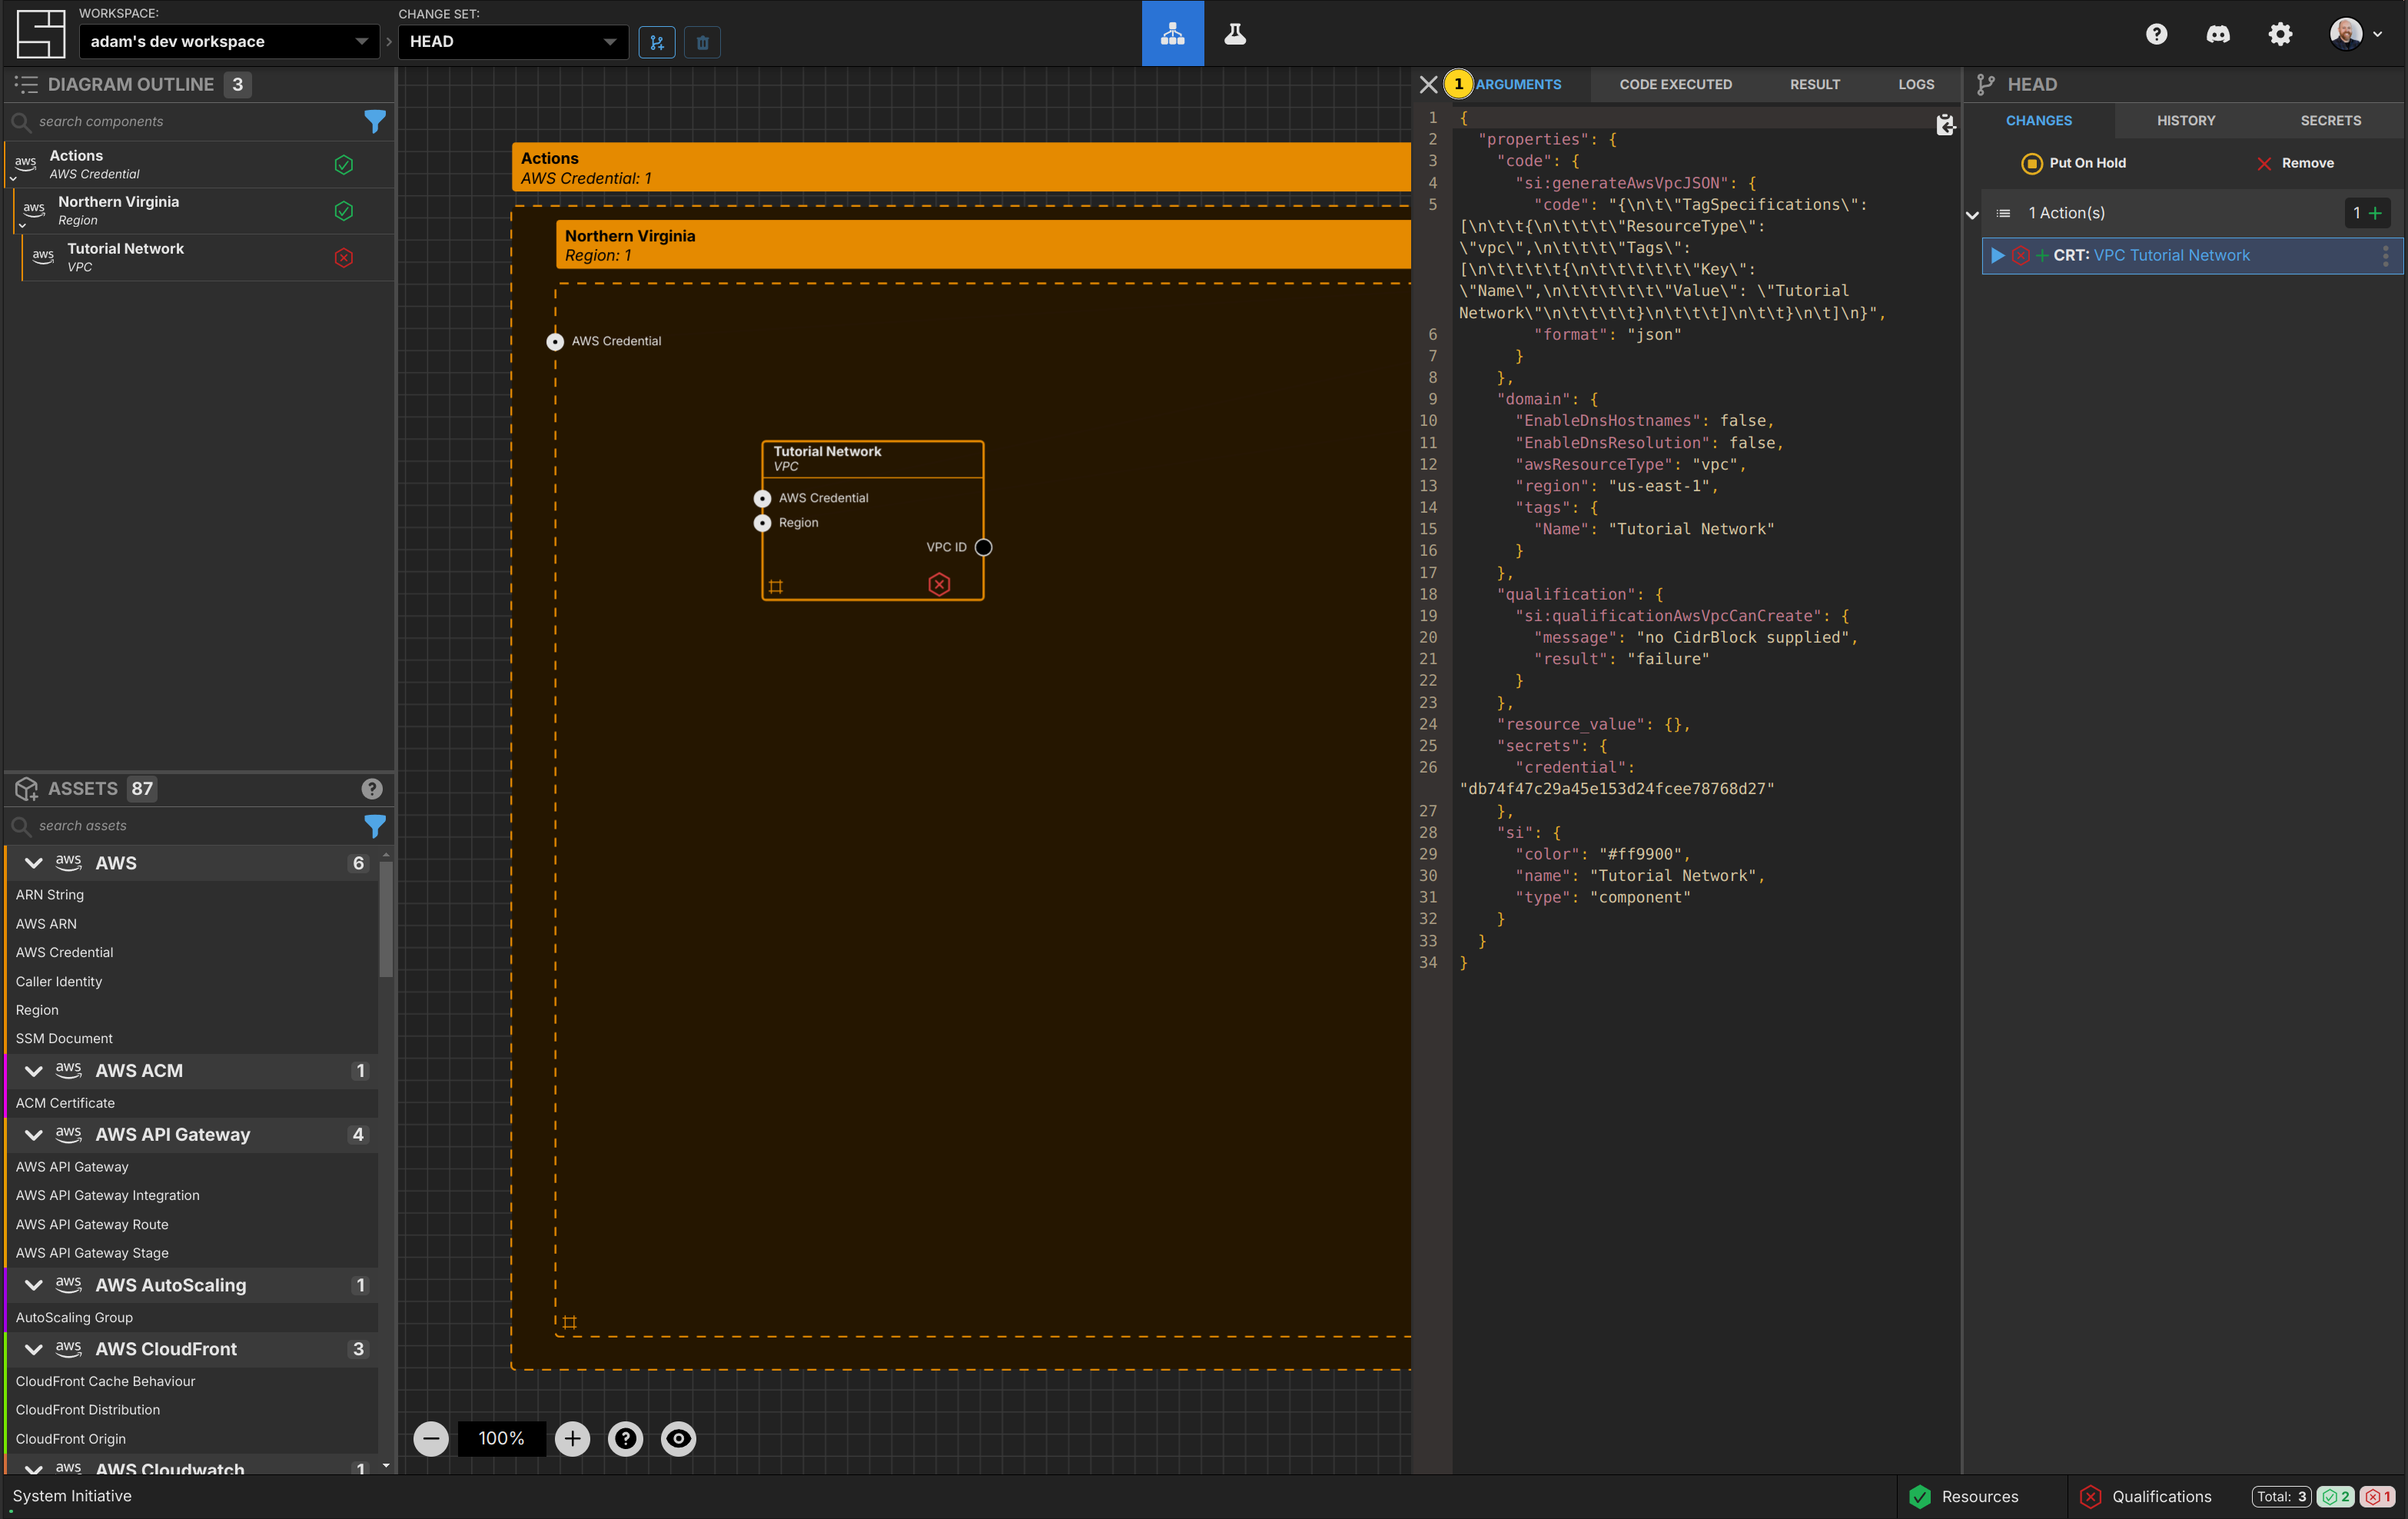 WORKSPACE:
adam's dev workspace
CHANGE SET:
HEAD
DIAGRAM OUTLINE 3
search components
aws
Actions
AWS Credential
aws
Northern Virginia
Region
aws
Tutorial Network
VPC
ASSETS 87
search assets
aws AWS 6
ARN String
AWS ARN
AWS Credential
Caller Identity
Region
SSM Document
aws AWS ACM 1
ACM Certificate
aws AWS API Gateway 4
AWS API Gateway
AWS API Gateway Integration
AWS API Gateway Route
AWS API Gateway Stage
aws AWS AutoScaling 1
AutoScaling Group
aws AWS CloudFront 3
CloudFront Cache Behaviour
CloudFront Distribution
CloudFront Origin
aws AWS Cloudwatch 1
Actions
AWS Credential: 1
Northern Virginia
Region: 1
AWS Credential
Tutorial Network
VPC
AWS Credential
Region
VPC ID
100%
1 ARGUMENTS CODE EXECUTED RESULT LOGS
1 {
2 "properties": {
3 "code": {
4 "si:generateAwsVpcJSON": {
5 "code": "{\n\t\"TagSpecifications\":
[\n\t\t{\n\t\t\t\"ResourceType\":
\"vpc\",\n\t\t\t\"Tags\":
[\n\t\t\t\t{\n\t\t\t\t\t\"Key\":
\"Name\",\n\t\t\t\t\t\"Value\": \"Tutorial
Network\"\n\t\t\t\t}\n\t\t\t]\n\t\t}\n\t]\n}",
6 "format": "json"
7 }
8 },
9 "domain": {
10 "EnableDnsHostnames": false,
11 "EnableDnsResolution": false,
12 "awsResourceType": "vpc",
13 "region": "us-east-1",
14 "tags": {
15 "Name": "Tutorial Network"
16 }
17 },
18 "qualification": {
19 "si:qualificationAwsVpcCanCreate": {
20 "message": "no CidrBlock supplied",
21 "result": "failure"
22 }
23 },
24 "resource_value": {},
25 "secrets": {
26 "credential":
"db74f47c29a45e153d24fcee78768d27"
27 },
28 "si": {
29 "color": "#ff9900",
30 "name": "Tutorial Network",
31 "type": "component"
32 }
33 }
34 }
HEAD
CHANGES HISTORY SECRETS
Put On Hold Remove
1 Action(s) 1 +
+ CRT: VPC Tutorial Network
System Initiative
Resources Qualifications Total: 3 2 1